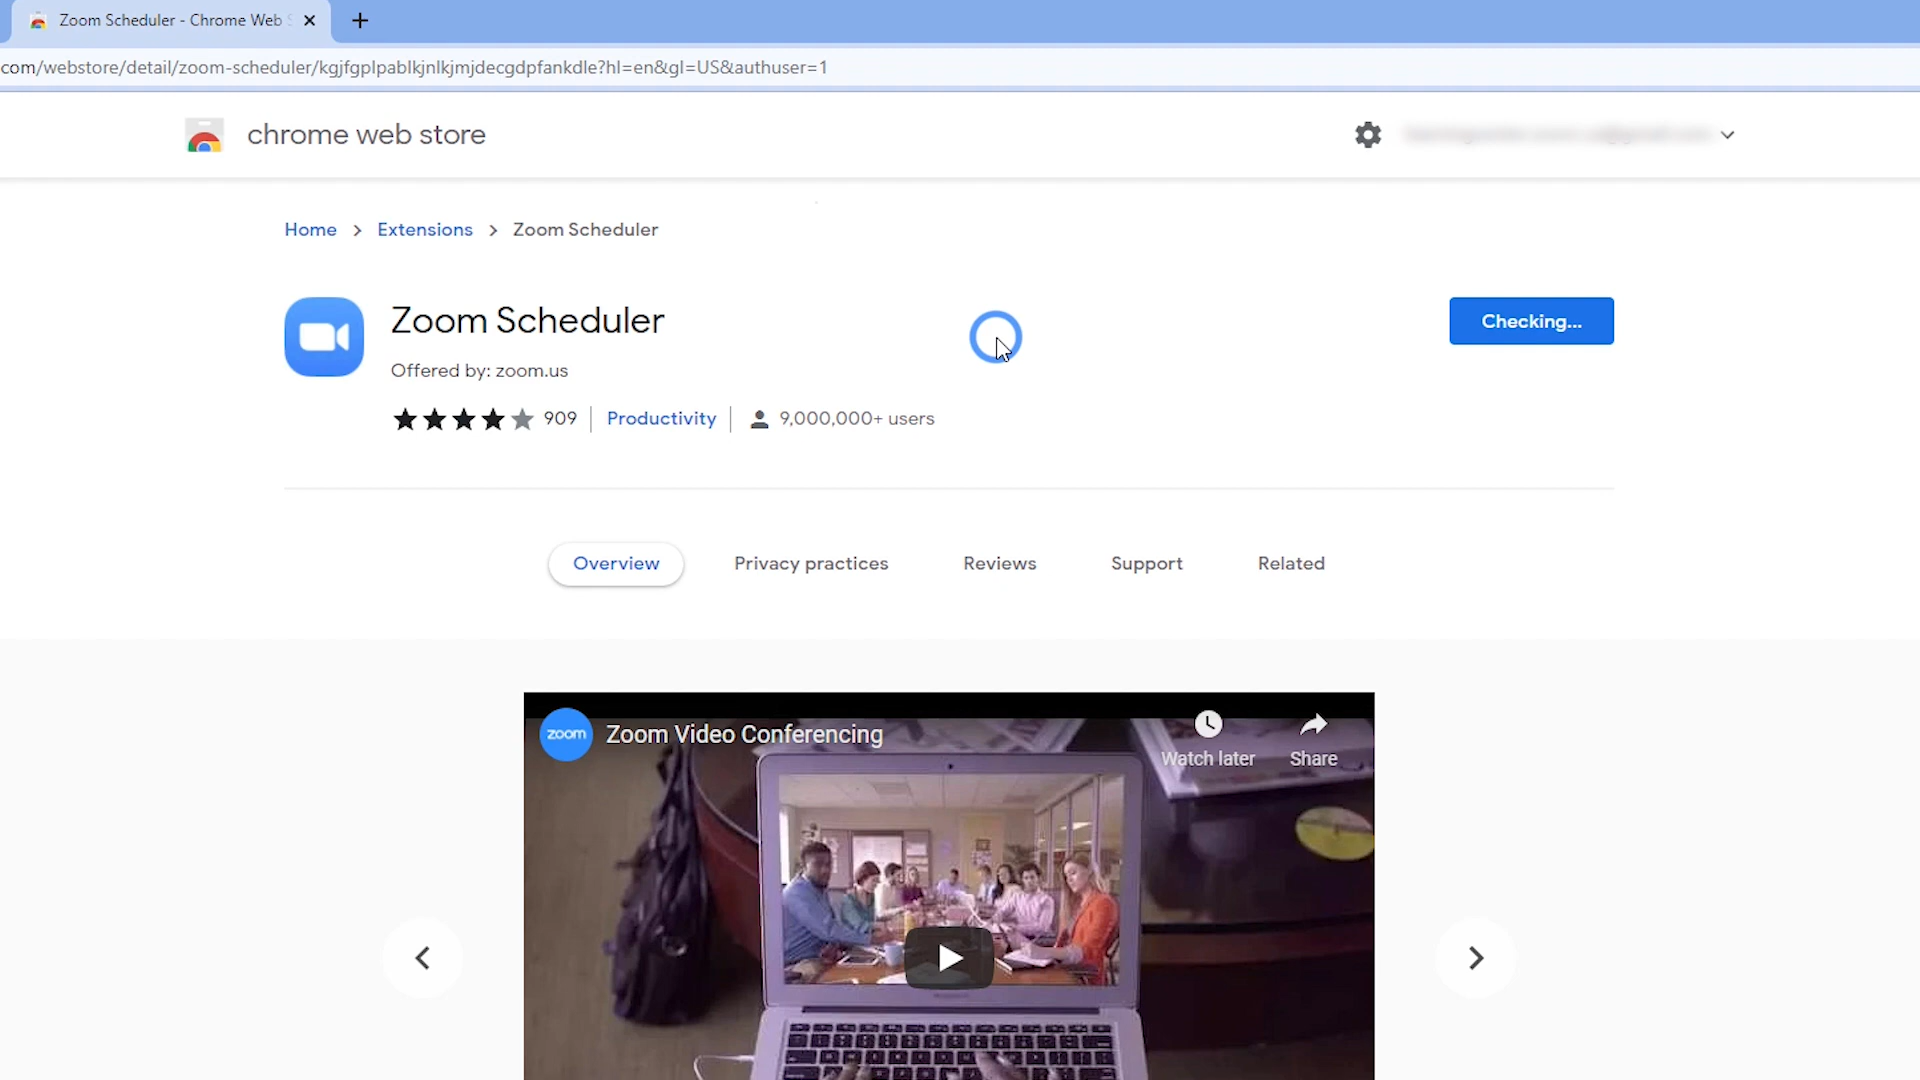 Zoom Scheduler - Chrome Web S
com/webstore/detail/zoom-scheduler/kgjfgplpablkjnlkjmjdecgdpfankdle?hl=en&gl=US&authuser=1
chrome web store
Home > Extensions > Zoom Scheduler
Zoom Scheduler
Checking...
Offered by: zoom.us
909 Productivity 9,000,000+ users
Overview Privacy practices Reviews Support Related
zoom Zoom Video Conferencing
Watch later Share